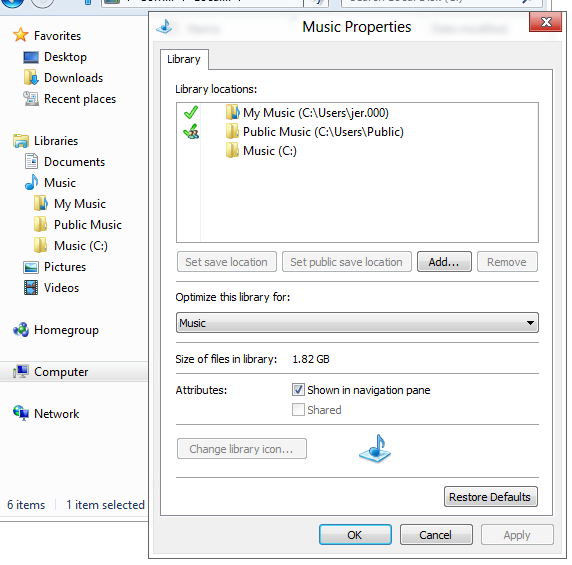 Music Properties
Favorites
Desktop
Downloads
Recent places
Libraries
Documents
Music
My Music
Public Music
Music (C:)
Pictures
Videos
Homegroup
Computer
Network
6 items
1 item selected
Library
Library locations:
My Music (C:\Users\jer.000)
Public Music (C:\Users\Public)
Music (C:)
Set save location
Set public save location
Add...
Remove
Optimize this library for:
Music
Size of files in library: 1.82 GB
Attributes:
Shown in navigation pane
Shared
Change library icon...
Restore Defaults
OK
Cancel
Apply